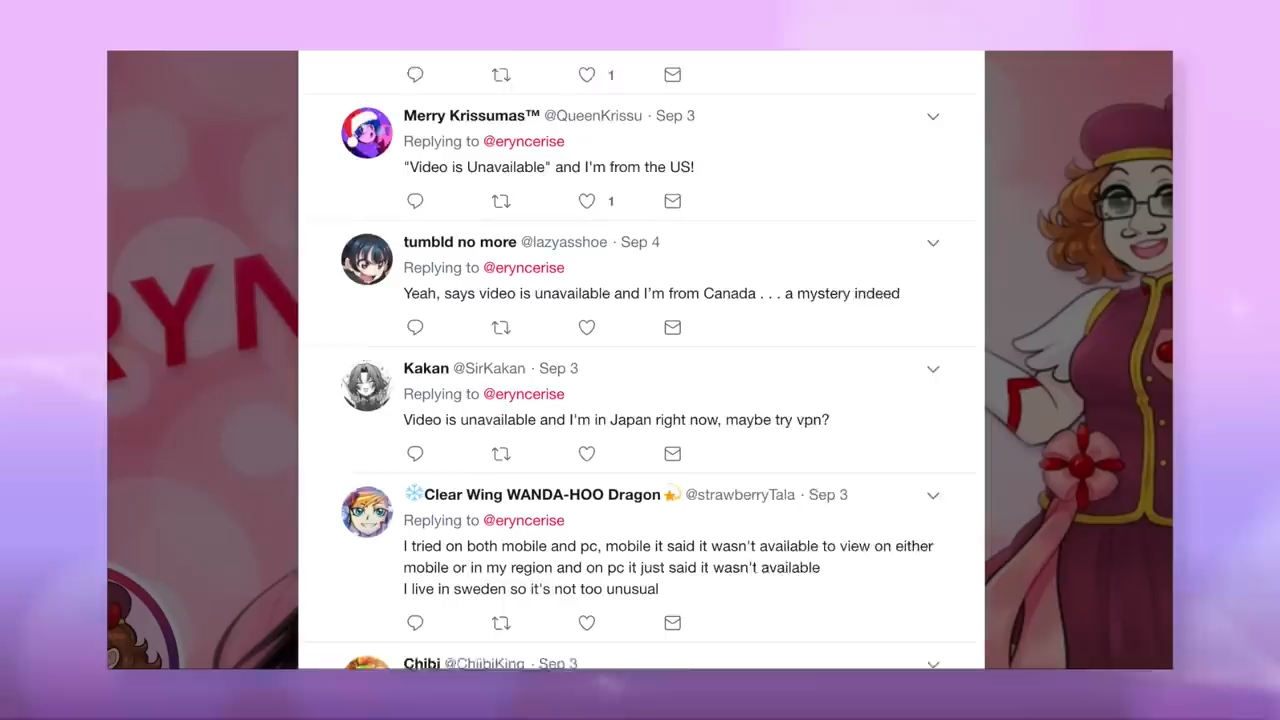 1
Merry Krissumas™ @QueenKrissu · Sep 3
Replying to @eryncerise
"Video is Unavailable" and I'm from the US!
1
tumbld no more @lazyasshoe · Sep 4
Replying to @eryncerise
Yeah, says video is unavailable and I'm from Canada . . . a mystery indeed
Kakan @SirKakan · Sep 3
Replying to @eryncerise
Video is unavailable and I'm in Japan right now, maybe try vpn?
❄Clear Wing WANDA-HOO Dragon💫 @strawberryTala · Sep 3
Replying to @eryncerise
I tried on both mobile and pc, mobile it said it wasn't available to view on either
mobile or in my region and on pc it just said it wasn't available
I live in sweden so it's not too unusual
Chibi @ChiibiKing · Sep 3